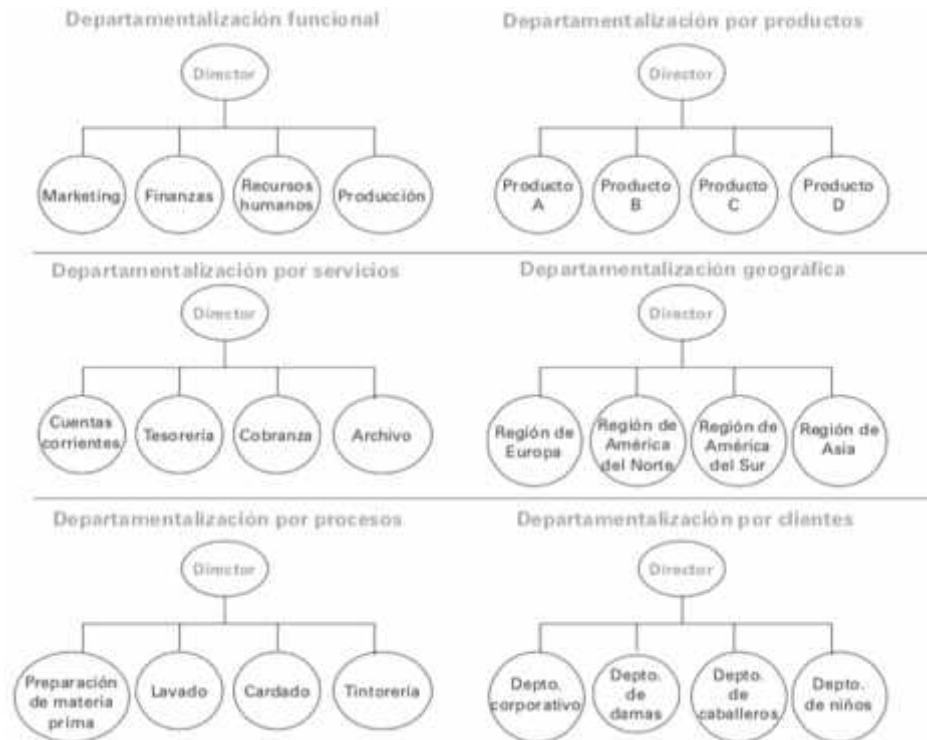 Departamentalización funcional
Director
Marketing
Finanzas
Recursos
humanos
Producción
Departamentalización por productos
Director
Producto
A
Producto
B
Producto
C
Producto
D
Departamentalización por servicios
Director
Cuentas
corrientes
Tesorería
Cobranza
Archivo
Departamentalización geográfica
Director
Región de
Europa
Región de
América
del Norte
Región de
América
del Sur
Región de
Asia
Departamentalización por procesos
Director
Preparación
de materia
prima
Lavado
Cardado
Tintorería
Departamentalización por clientes
Director
Depto.
corporativo
Depto.
de
damas
Depto.
de
caballeros
Depto.
de niños